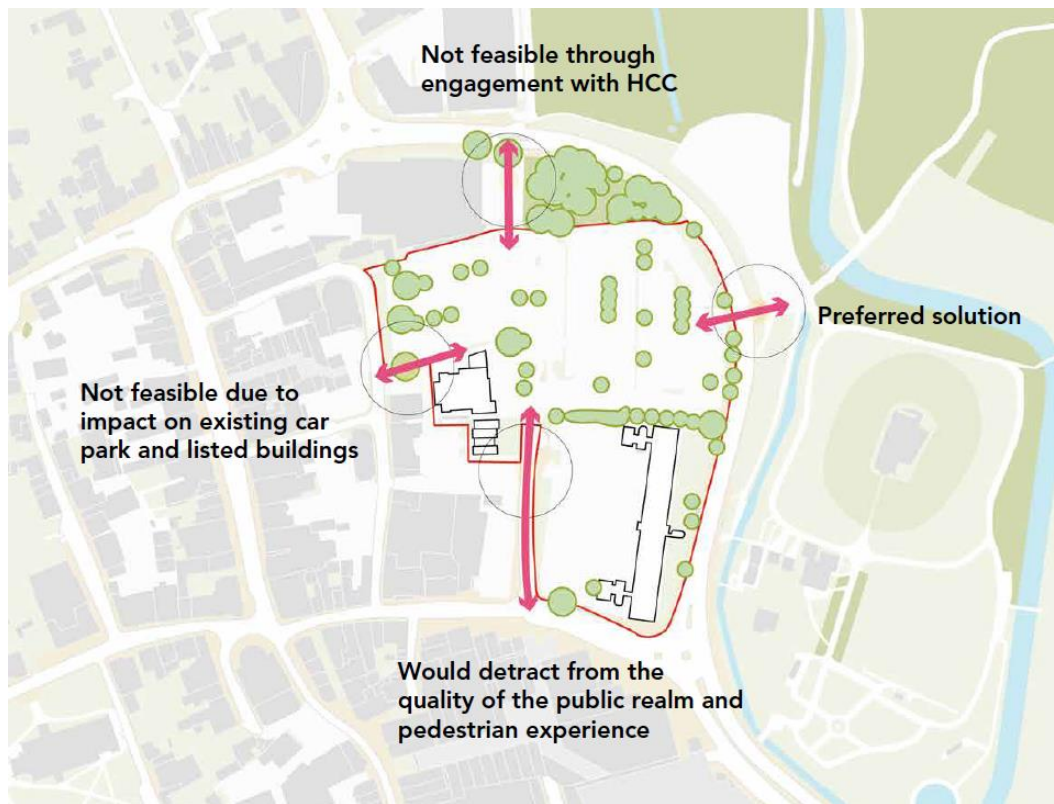 Not feasible through
engagement with HCC
Preferred solution
Not feasible due to
impact on existing car
park and listed buildings
Would detract from the
quality of the public realm and
pedestrian experience